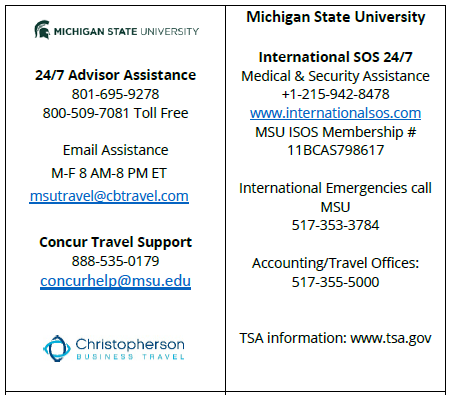 MICHIGAN STATE UNIVERSITY
24/7 Advisor Assistance
801-695-9278
800-509-7081 Toll Free
Email Assistance
M-F 8 AM-8 PM ET
msutravel@cbtravel.com
Concur Travel Support
888-535-0179
concurhelp@msu.edu
Christopherson
BUSINESS TRAVEL
Michigan State University
International SOS 24/7
Medical & Security Assistance
+1-215-942-8478
www.internationalsos.com
MSU ISOS Membership #
11BCAS798617
International Emergencies call
MSU
517-353-3784
Accounting/Travel Offices:
517-355-5000
TSA information: www.tsa.gov